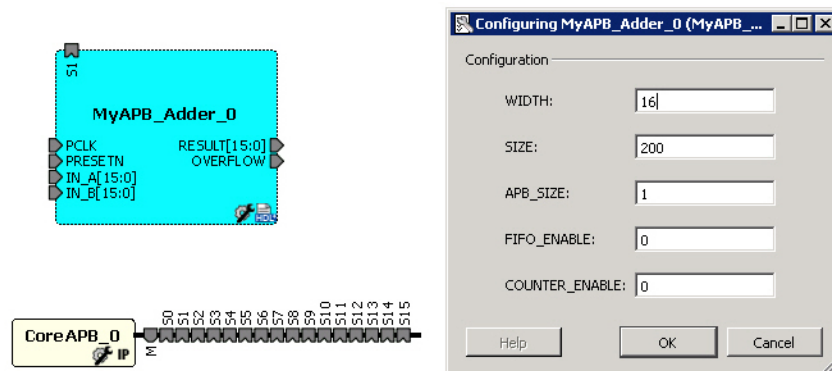 S1
MyAPB_Adder_0
PCLK RESULT[15:0]
PRESETN OVERFLOW
IN_A[15:0]
IN_B[15:0]
HDL
CoreAPB_0
IP
M S0 S1 S2 S3 S4 S5 S6 S7 S8 S9 S10 S11 S12 S13 S14 S15
Configuring MyAPB_Adder_0 (MyAPB_...
Configuration
WIDTH: 16
SIZE: 200
APB_SIZE: 1
FIFO_ENABLE: 0
COUNTER_ENABLE: 0
Help OK Cancel